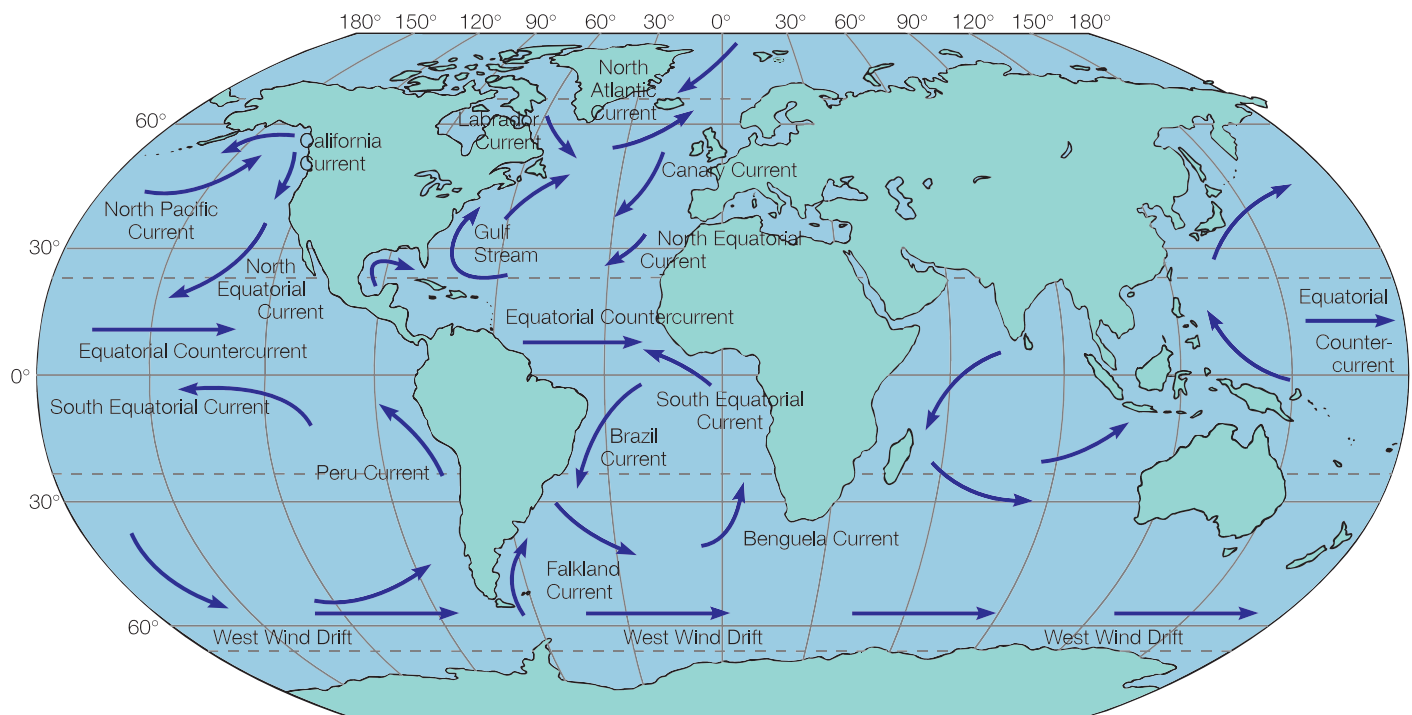 180° 150° 120° 90° 60° 30° 0° 30° 60° 90° 120° 150° 180°
North
Atlantic
Current
Labrador
Current
60°
California
Current
Canary Current
North Pacific
Current
Gulf
Stream
North Equatorial
Current
30°
North
Equatorial
Current
Equatorial
Counter-
current
Equatorial Countercurrent
Equatorial Countercurrent
0°
South Equatorial Current
South Equatorial
Current
Brazil
Current
Peru Current
30°
Benguela Current
Falkland
Current
60°
West Wind Drift
West Wind Drift
West Wind Drift